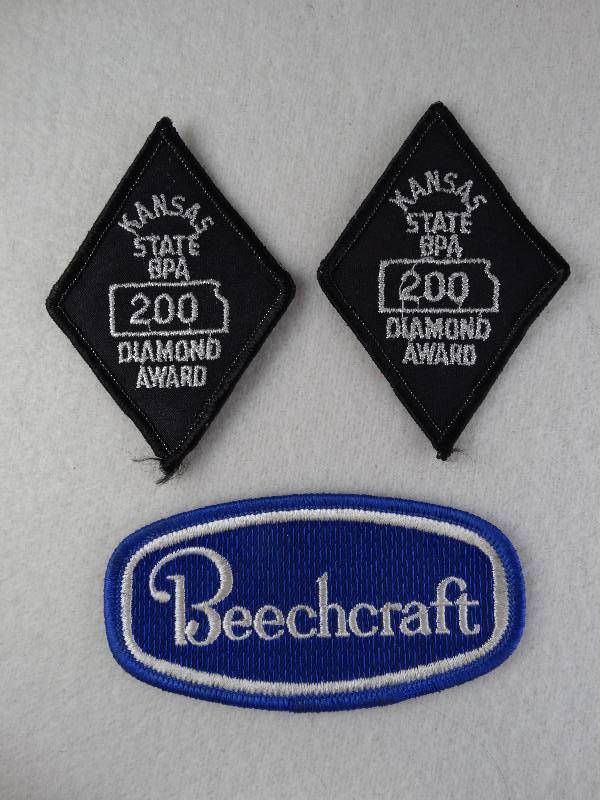 KANSAS
STATE
BPA
200
DIAMOND
AWARD
KANSAS
STATE
BPA
200
DIAMOND
AWARD
Beechcraft